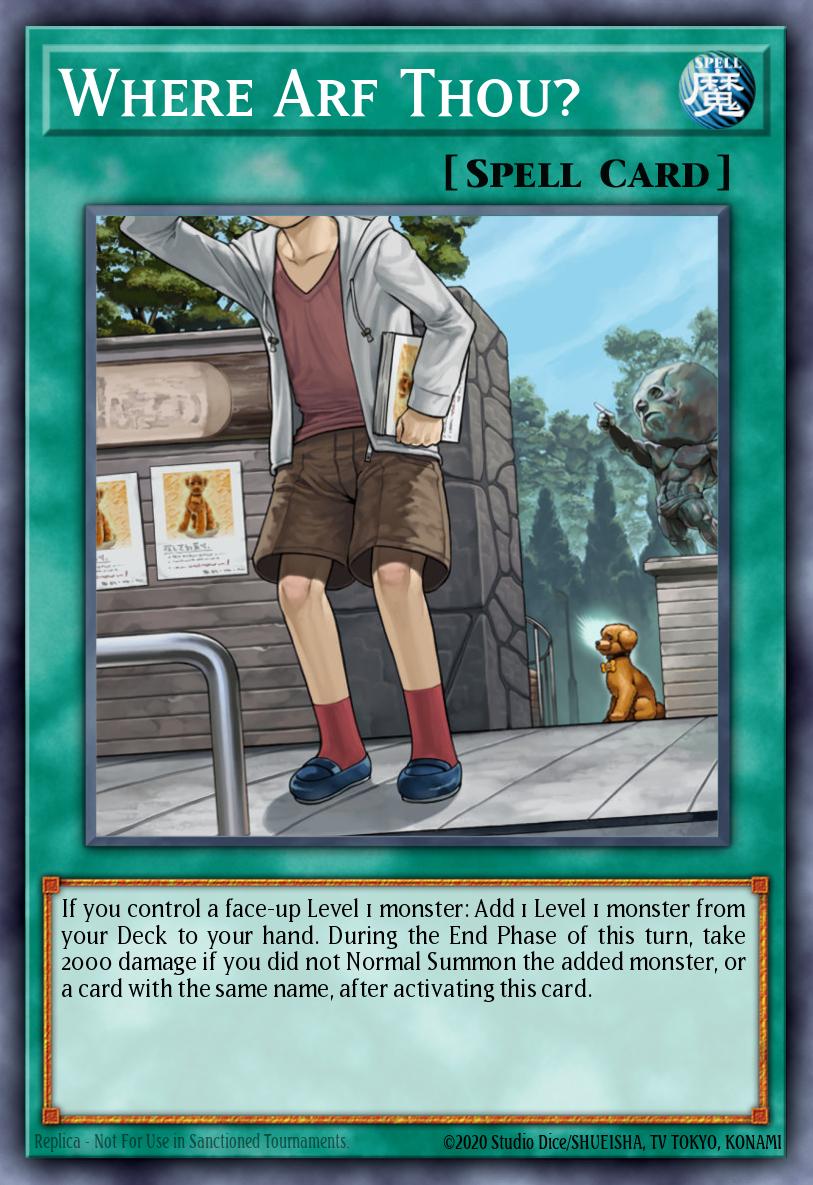 Where Arf Thou?
SPELL
魔
[ Spell Card ]
If you control a face-up Level 1 monster: Add 1 Level 1 monster from
your Deck to your hand. During the End Phase of this turn, take
2000 damage if you did not Normal Summon the added monster, or
a card with the same name, after activating this card.
Replica - Not For Use in Sanctioned Tournaments.
©2020 Studio Dice/SHUEISHA, TV TOKYO, KONAMI